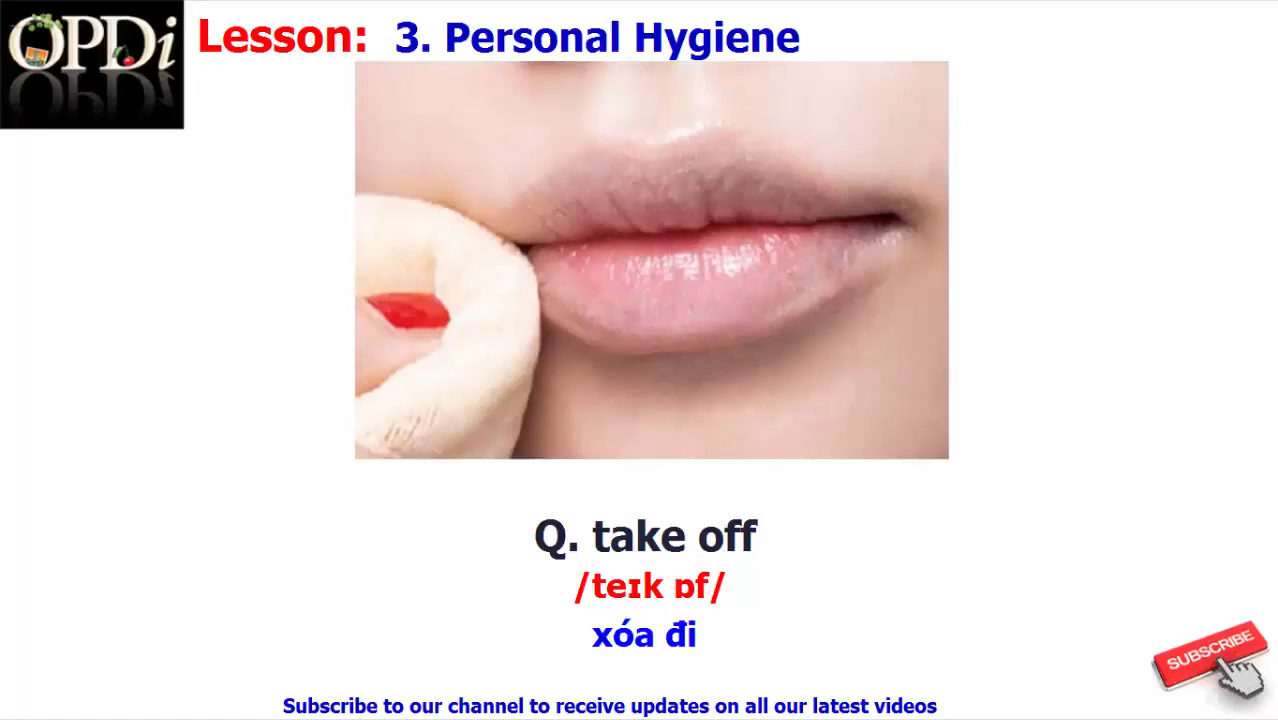 OPDi
Lesson: 3. Personal Hygiene
Q. take off
/teɪk ɒf/
xóa đi
SUBSCRIBE
Subscribe to our channel to receive updates on all our latest videos